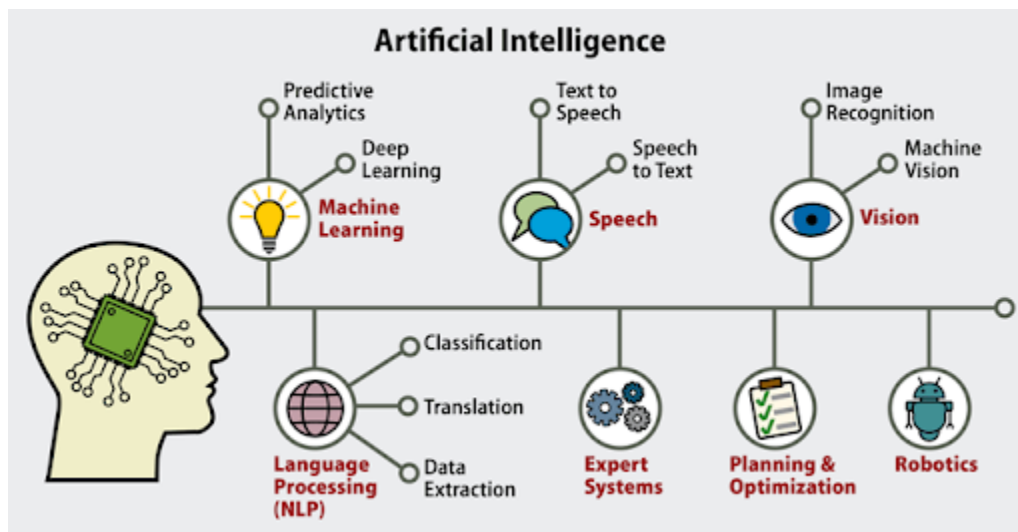 Artificial Intelligence
Predictive
Analytics
Deep
Learning
Machine
Learning
Text to
Speech
Speech
to Text
Speech
Image
Recognition
Machine
Vision
Vision
Classification
Translation
Data
Extraction
Language
Processing
(NLP)
Expert
Systems
Planning &
Optimization
Robotics